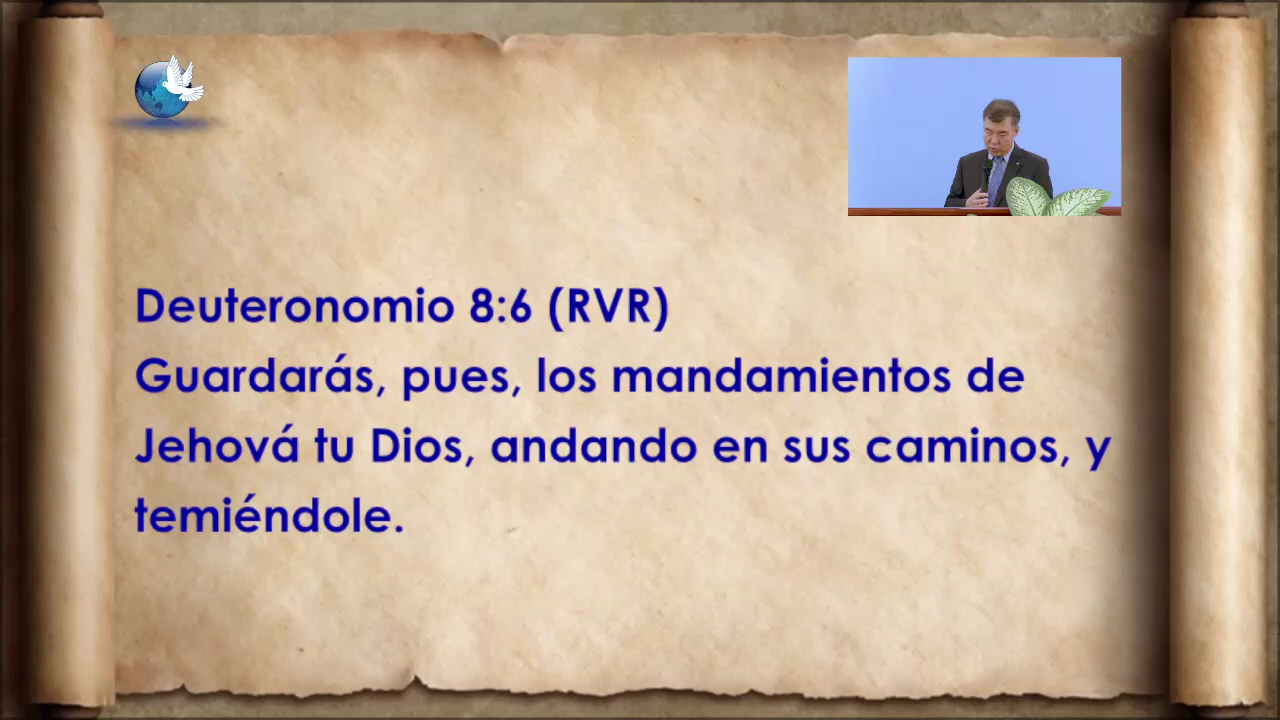 Deuteronomio 8:6 (RVR)
Guardarás, pues, los mandamientos de
Jehová tu Dios, andando en sus caminos, y
temiéndole.